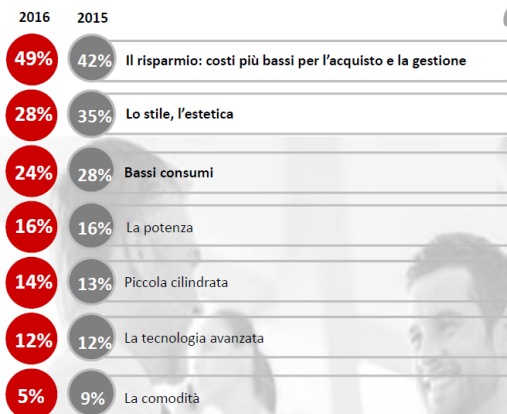 2016 2015
49% 42% Il risparmio: costi più bassi per l'acquisto e la gestione
28% 35% Lo stile, l'estetica
24% 28% Bassi consumi
16% 16% La potenza
14% 13% Piccola cilindrata
12% 12% La tecnologia avanzata
5% 9% La comodità